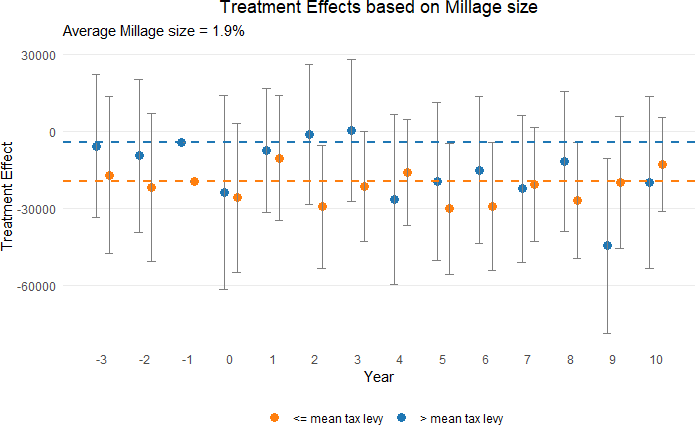 Treatment Effects based on Millage size
Average Millage size = 1.9%
Treatment Effect
30000
0
-30000
-60000
-3 -2 -1 0 1 2 3 4 5 6 7 8 9 10
Year
<= mean tax levy > mean tax levy